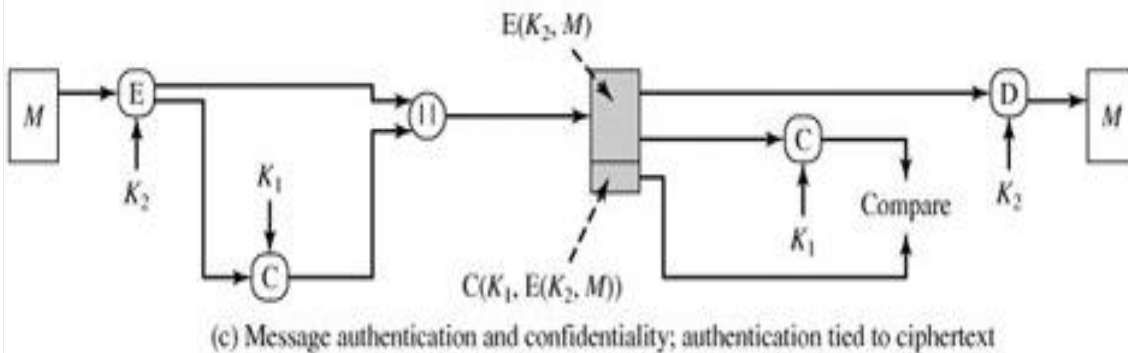 E(K₂, M)
M
E
||
D
M
C
K₂
K₁
K₂
Compare
K₁
C
C(K₁, E(K₂, M))
(c) Message authentication and confidentiality; authentication tied to ciphertext